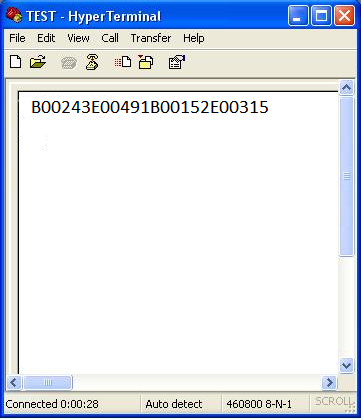 TEST - HyperTerminal
File Edit View Call Transfer Help
B00243E00491B00152E00315
Connected 0:00:28 Auto detect 460800 8-N-1 SCROLL